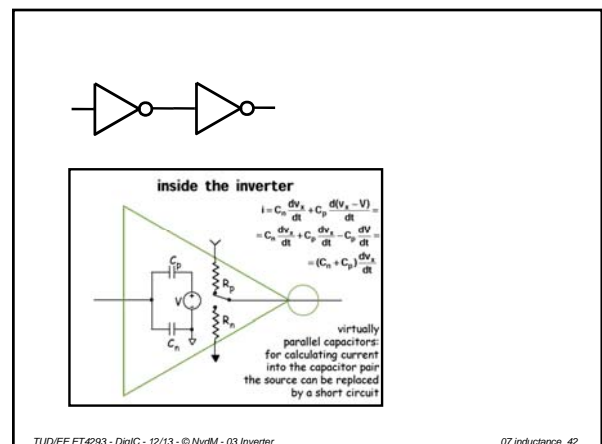 inside the inverter
i = Cₙ dvₓ/dt + Cₚ d(vₓ − V)/dt =
= Cₙ dvₓ/dt + Cₚ dvₓ/dt − Cₚ dV/dt =
= (Cₙ + Cₚ) dvₓ/dt
Cₚ
Rₚ
V
Rₙ
Cₙ
virtually
parallel capacitors:
for calculating current
into the capacitor pair
the source can be replaced
by a short circuit
TUD/EE ET4293 - DigIC - 12/13 - © NvdM - 03 Inverter
07 inductance 42